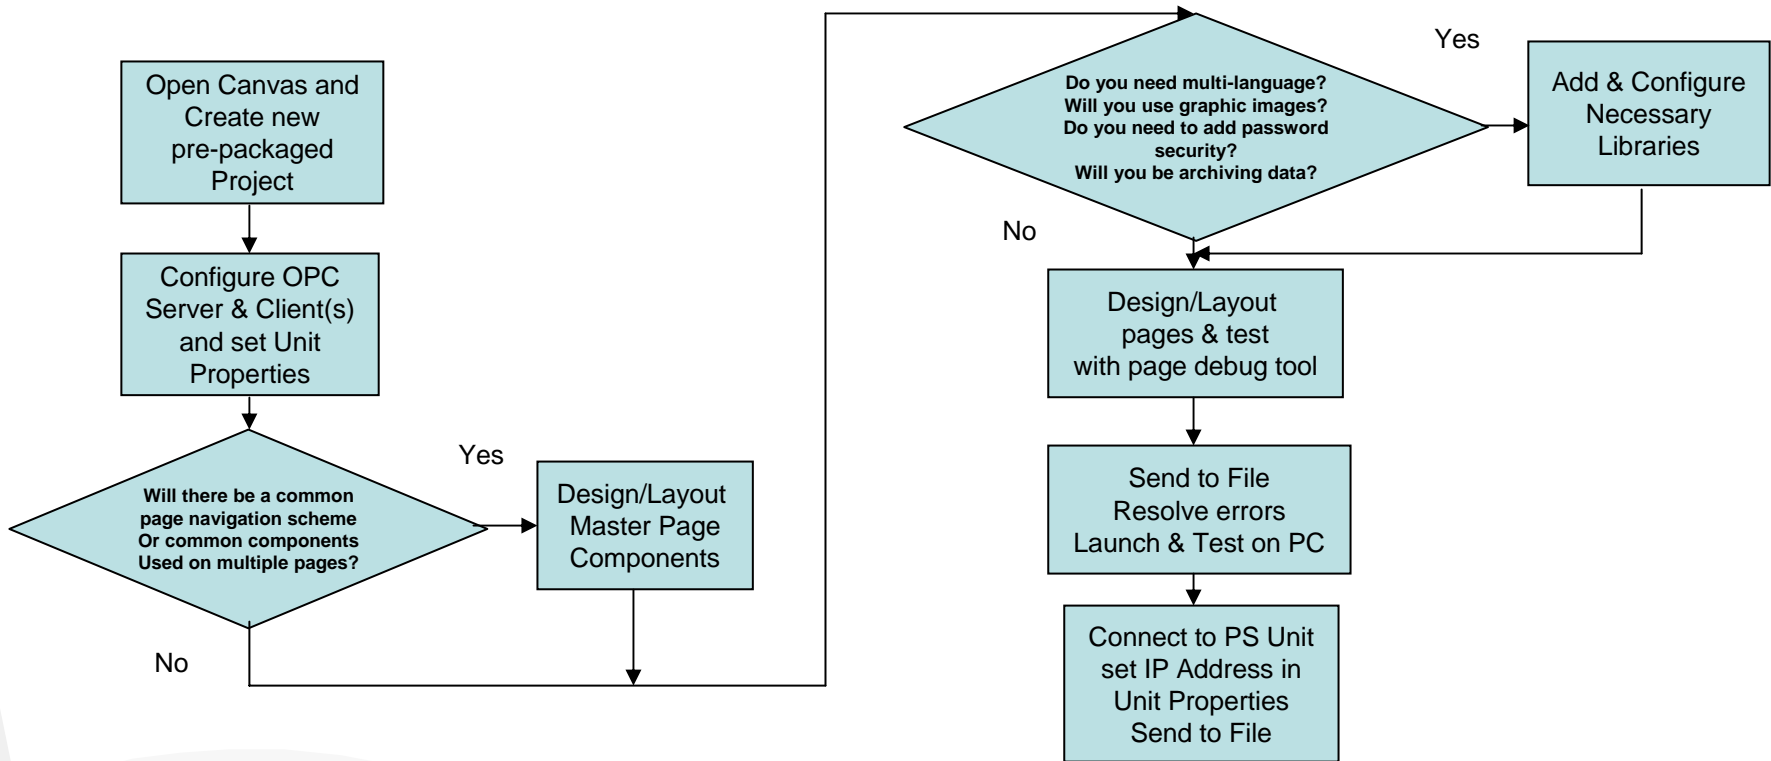 Open Canvas and
Create new
pre-packaged
Project
Configure OPC
Server & Client(s)
and set Unit
Properties
Will there be a common
page navigation scheme
Or common components
Used on multiple pages?
Yes
No
Design/Layout
Master Page
Components
Do you need multi-language?
Will you use graphic images?
Do you need to add password
security?
Will you be archiving data?
Yes
No
Add & Configure
Necessary
Libraries
Design/Layout
pages & test
with page debug tool
Send to File
Resolve errors
Launch & Test on PC
Connect to PS Unit
set IP Address in
Unit Properties
Send to File